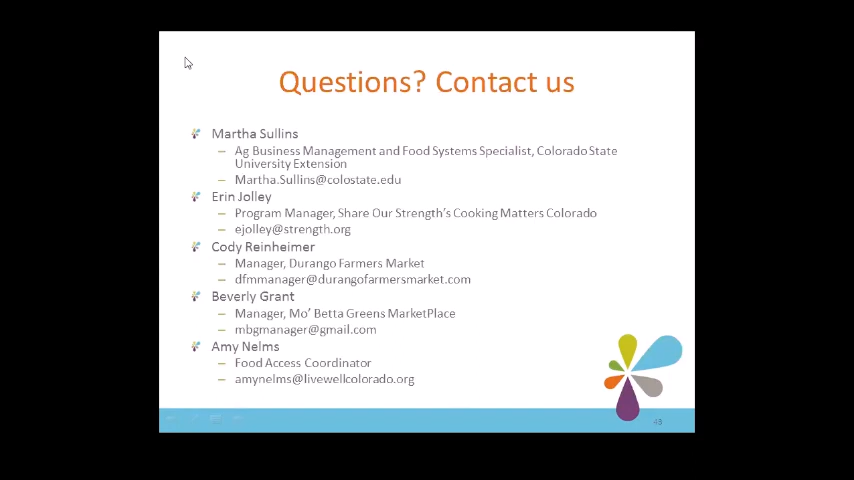 Questions? Contact us
Martha Sullins
– Ag Business Management and Food Systems Specialist, Colorado State
University Extension
– Martha.Sullins@colostate.edu
Erin Jolley
– Program Manager, Share Our Strength's Cooking Matters Colorado
– ejolley@strength.org
Cody Reinheimer
– Manager, Durango Farmers Market
– dfmmanager@durangofarmersmarket.com
Beverly Grant
– Manager, Mo' Betta Greens MarketPlace
– mbgmanager@gmail.com
Amy Nelms
– Food Access Coordinator
– amynelms@livewellcolorado.org